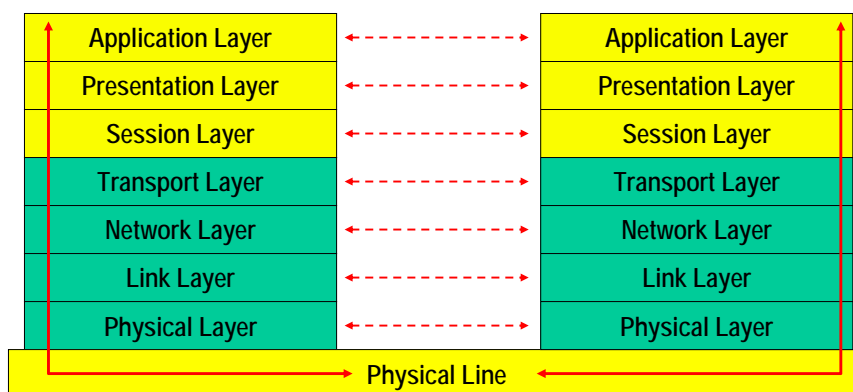 Application Layer Application Layer
Presentation Layer Presentation Layer
Session Layer Session Layer
Transport Layer Transport Layer
Network Layer Network Layer
Link Layer Link Layer
Physical Layer Physical Layer
Physical Line